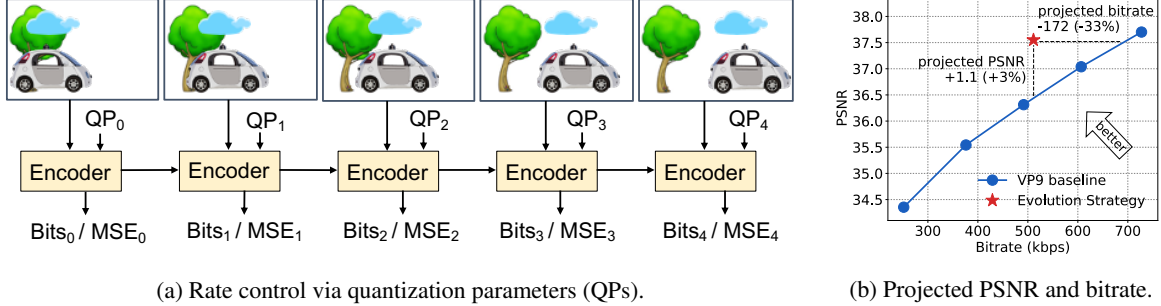 QP0 QP1 QP2 QP3 QP4
Encoder Encoder Encoder Encoder Encoder
Bits0 / MSE0 Bits1 / MSE1 Bits2 / MSE2 Bits3 / MSE3 Bits4 / MSE4
(a) Rate control via quantization parameters (QPs).
38.0
37.5
37.0
36.5
36.0
35.5
35.0
34.5
PSNR
projected bitrate
-172 (-33%)
projected PSNR
+1.1 (+3%)
better
VP9 baseline
Evolution Strategy
300 400 500 600 700
Bitrate (kbps)
(b) Projected PSNR and bitrate.